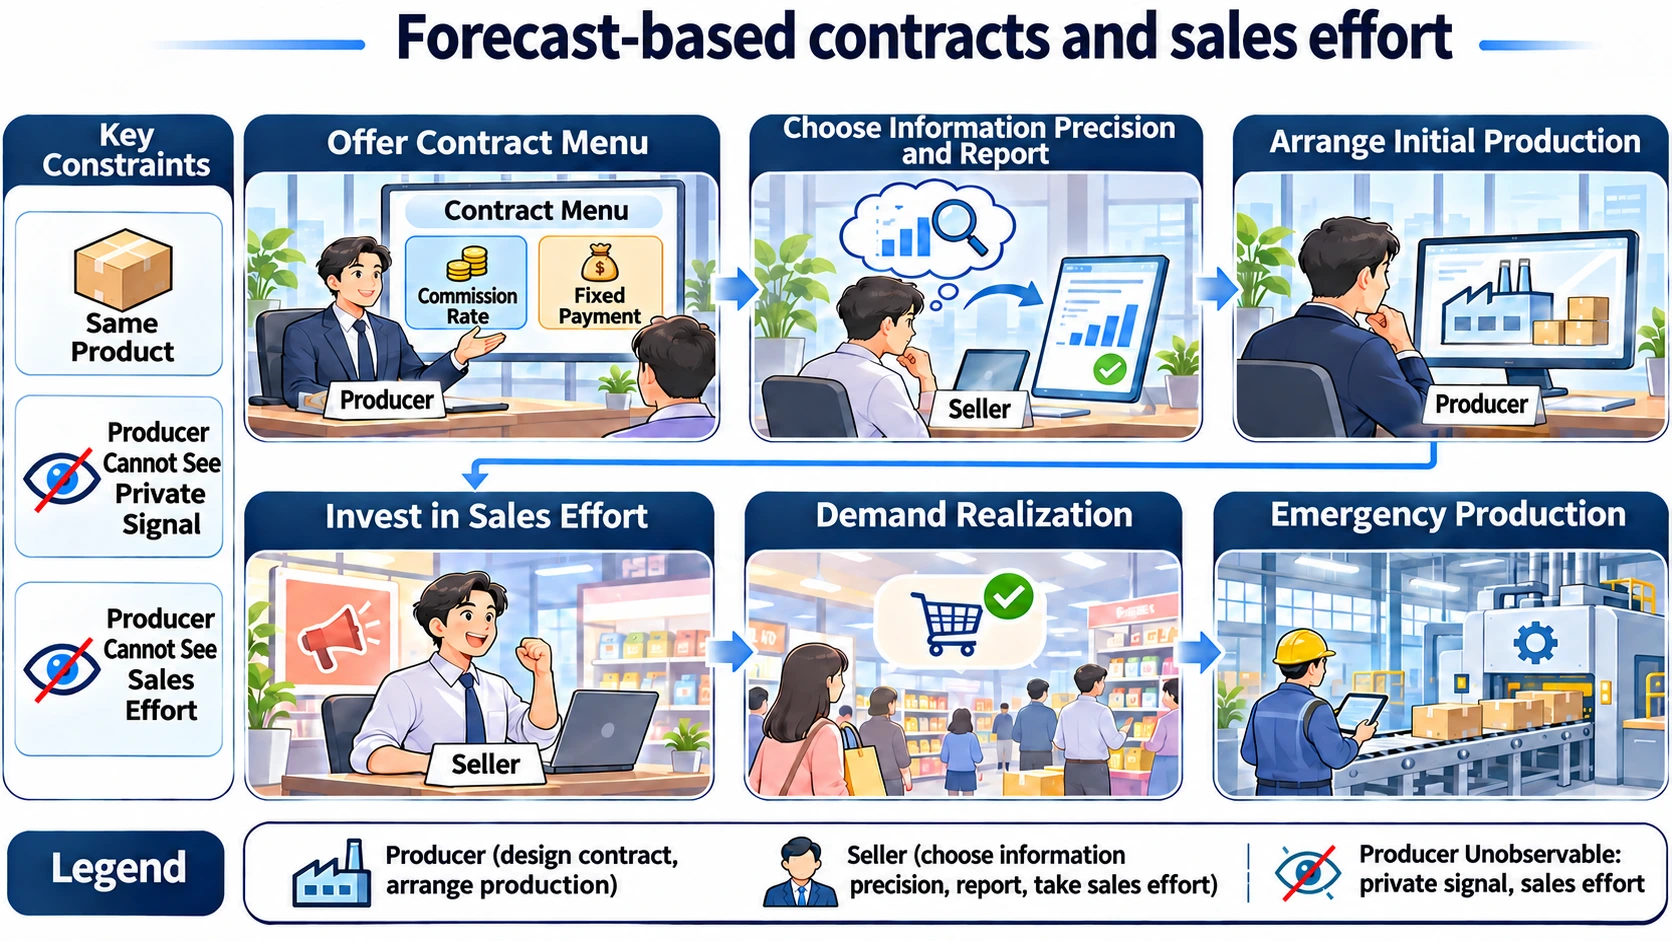 Forecast-based contracts and sales effort
Key
Constraints
Same
Product
Producer
Cannot See
Private
Signal
Producer
Cannot See
Sales
Effort
Offer Contract Menu
Contract Menu
Commission
Rate
Fixed
Payment
Producer
Choose Information Precision
and Report
Seller
Arrange Initial Production
Producer
Invest in Sales Effort
Seller
Demand Realization
Emergency Production
Legend
Producer (design contract,
arrange production)
Seller (choose information
precision, report, take sales effort)
Producer Unobservable:
private signal, sales effort